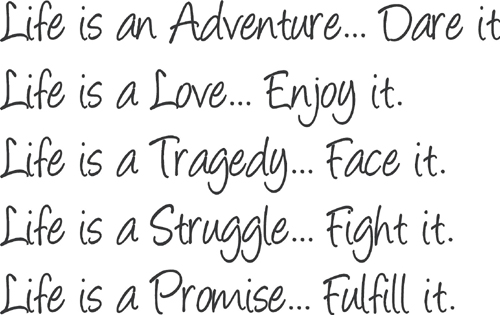 Life is an Adventure... Dare it
Life is a Love... Enjoy it.
Life is a Tragedy... Face it.
Life is a Struggle... Fight it.
Life is a Promise... Fulfill it.